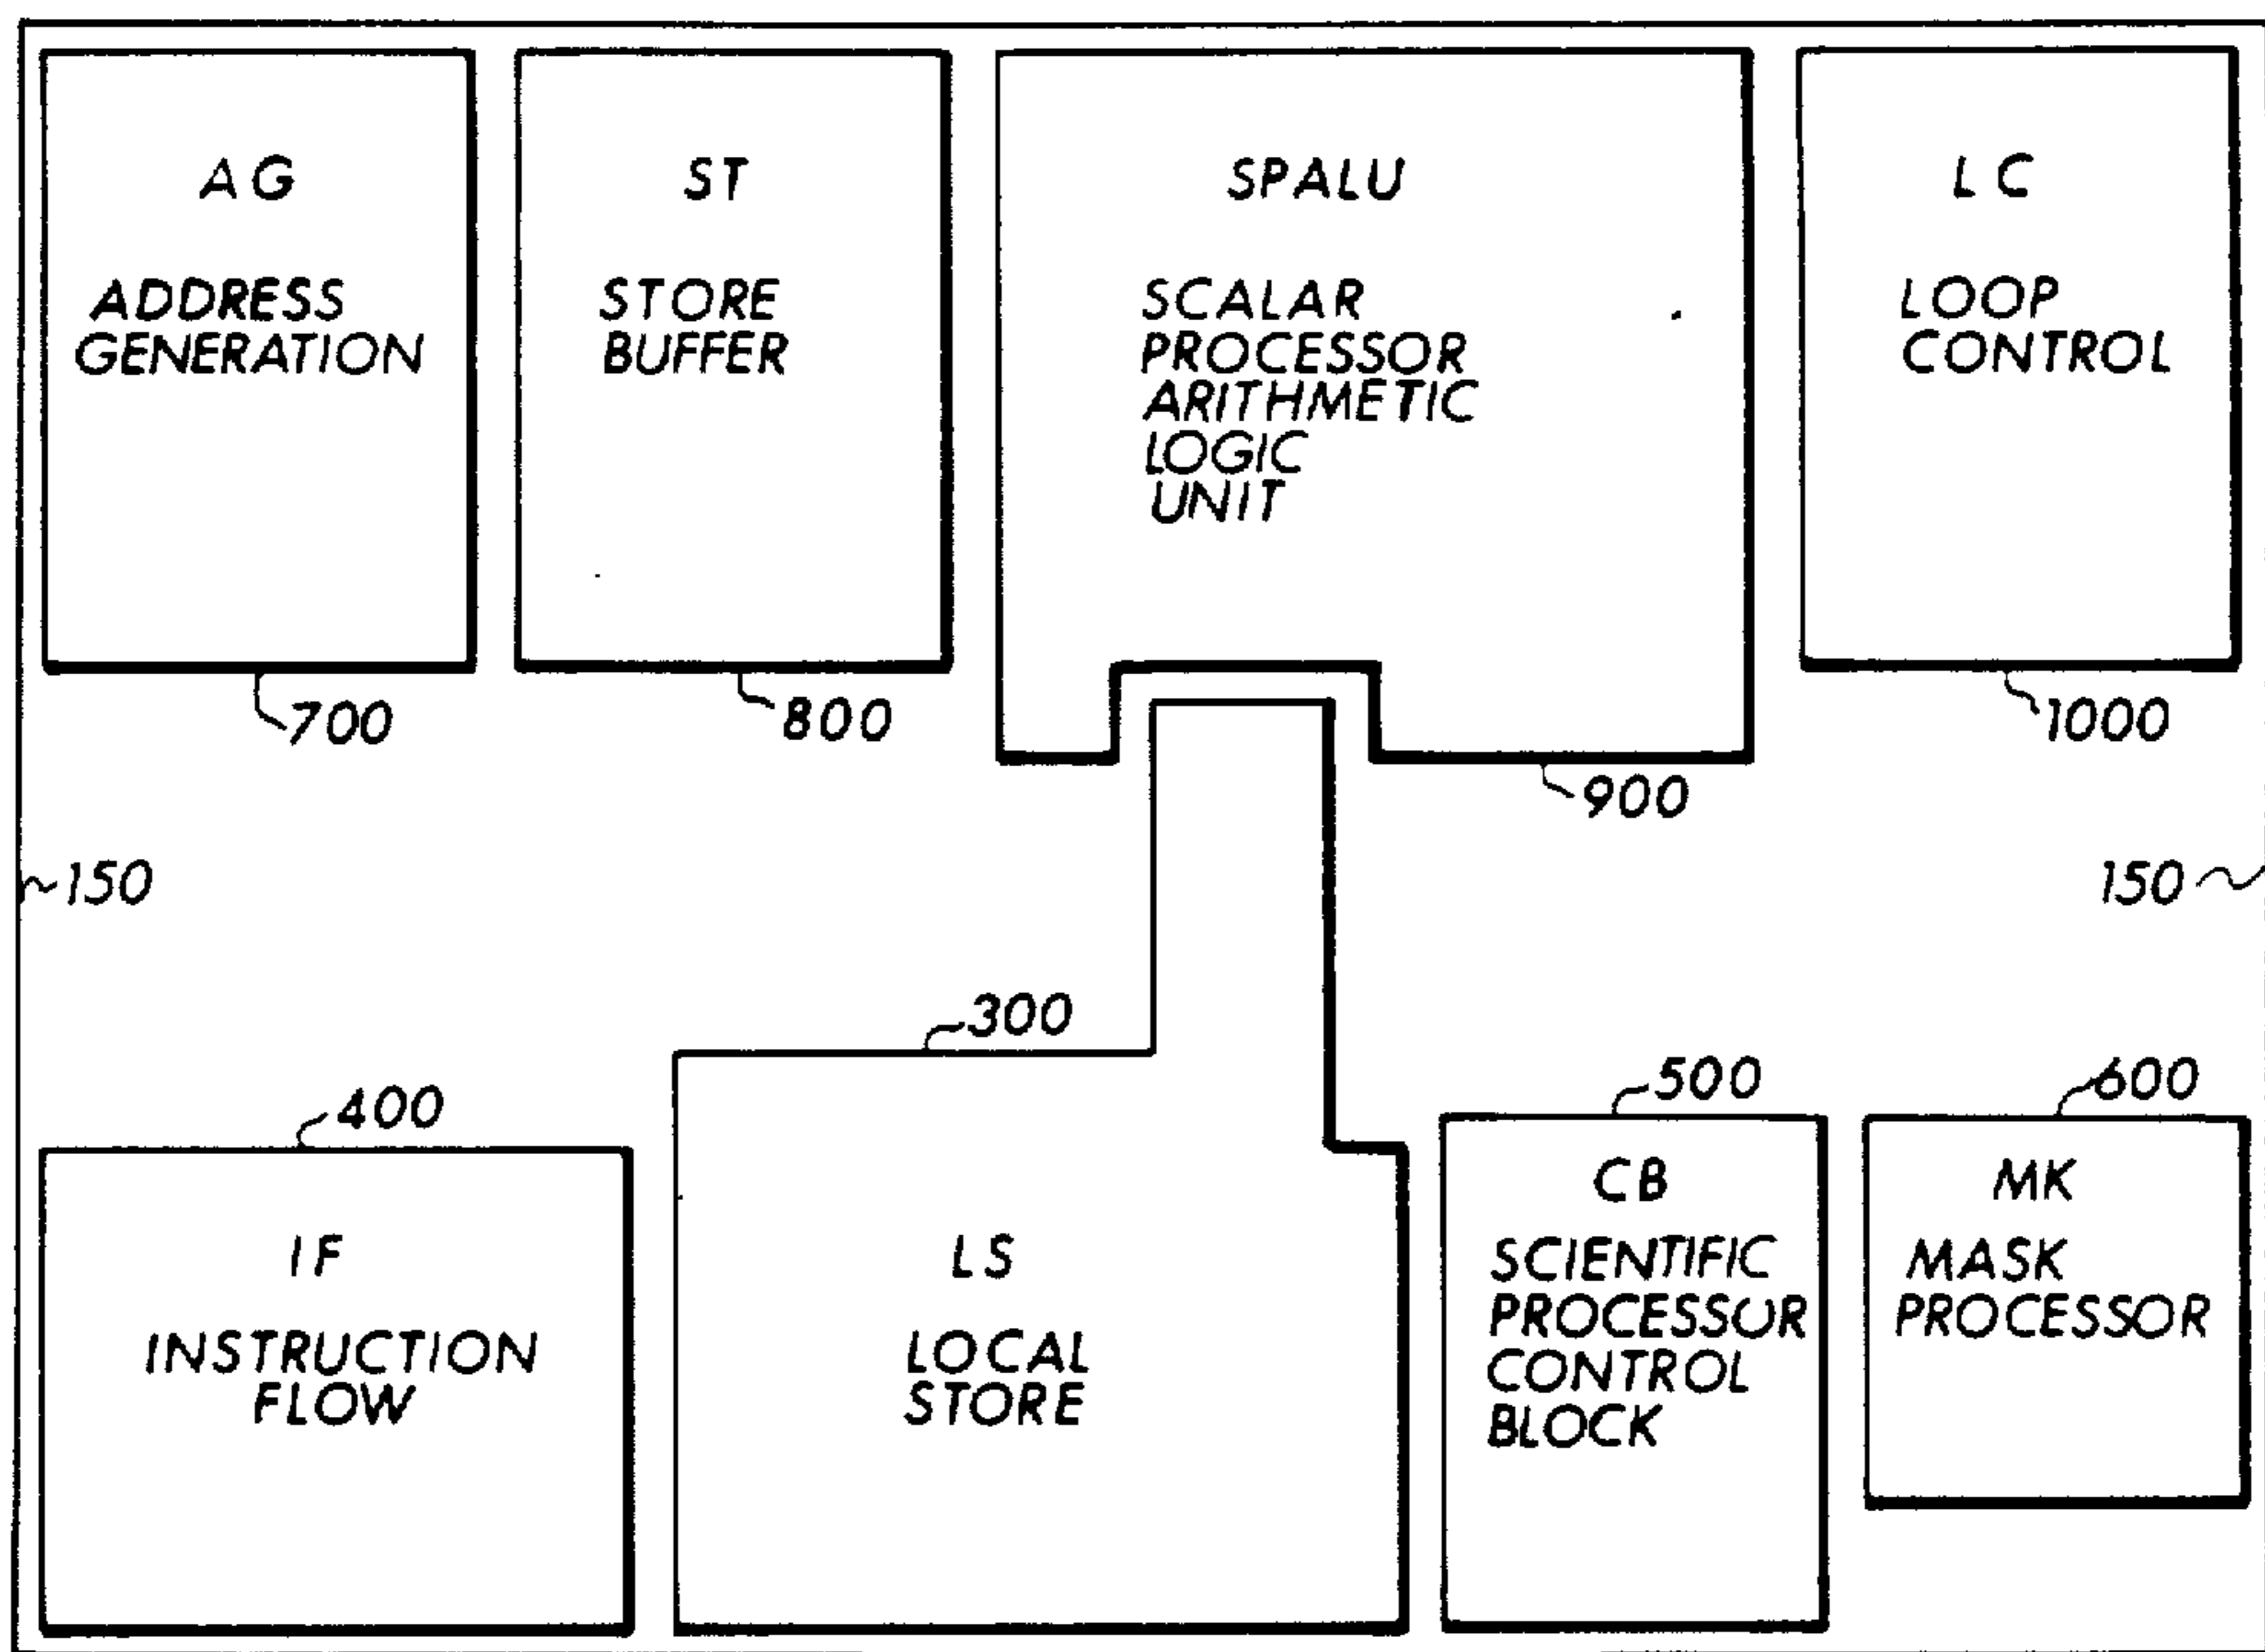 AG
ADDRESS
GENERATION
700
ST
STORE
BUFFER
800
SPALU
SCALAR
PROCESSOR
ARITHMETIC
LOGIC
UNIT
900
LC
LOOP
CONTROL
1000
150
150
400
IF
INSTRUCTION
FLOW
300
LS
LOCAL
STORE
500
CB
SCIENTIFIC
PROCESSOR
CONTROL
BLOCK
600
MK
MASK
PROCESSOR